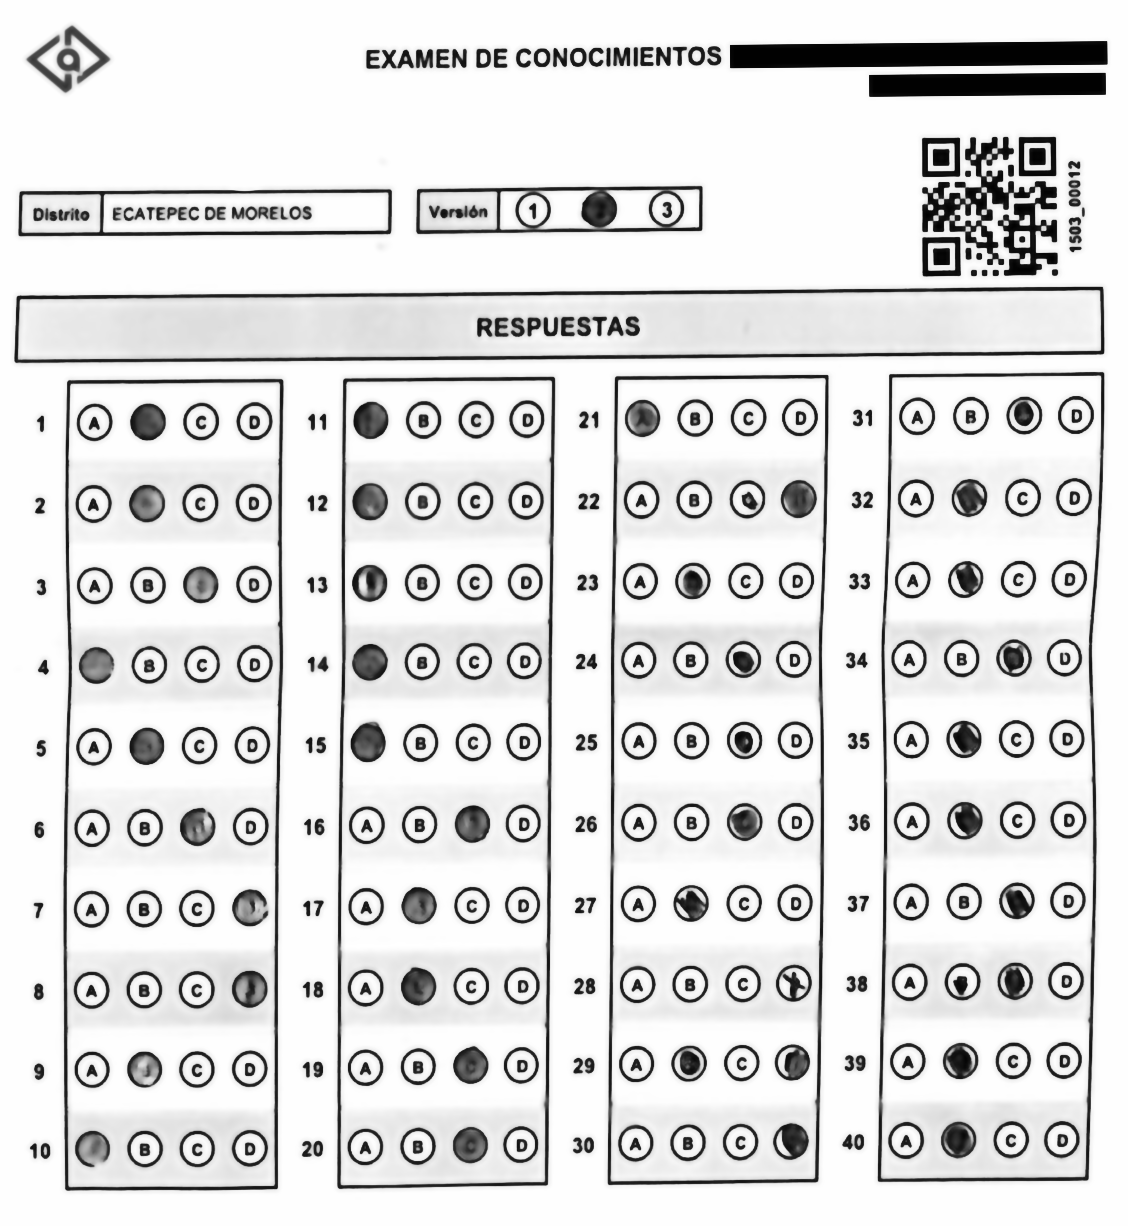 EXAMEN DE CONOCIMIENTOS
Distrito ECATEPEC DE MORELOS
Versión 1 3
1503_00012
RESPUESTAS
1 A C D 11 B C D 21 A B C D 31 A B D
2 A C D 12 B C D 22 A B D 32 A C D
3 A B D 13 B C D 23 A C D 33 A C D
4 B C D 14 B C D 24 A B D 34 A B D
5 A C D 15 B C D 25 A B D 35 A C D
6 A B D 16 A B D 26 A B D 36 A C D
7 A B C 17 A C D 27 A C D 37 A B D
8 A B C 18 A C D 28 A B C 38 A D
9 A C D 19 A B C D 29 A C 39 A C D
10 B C D 20 A B C D 30 A B C 40 A C D